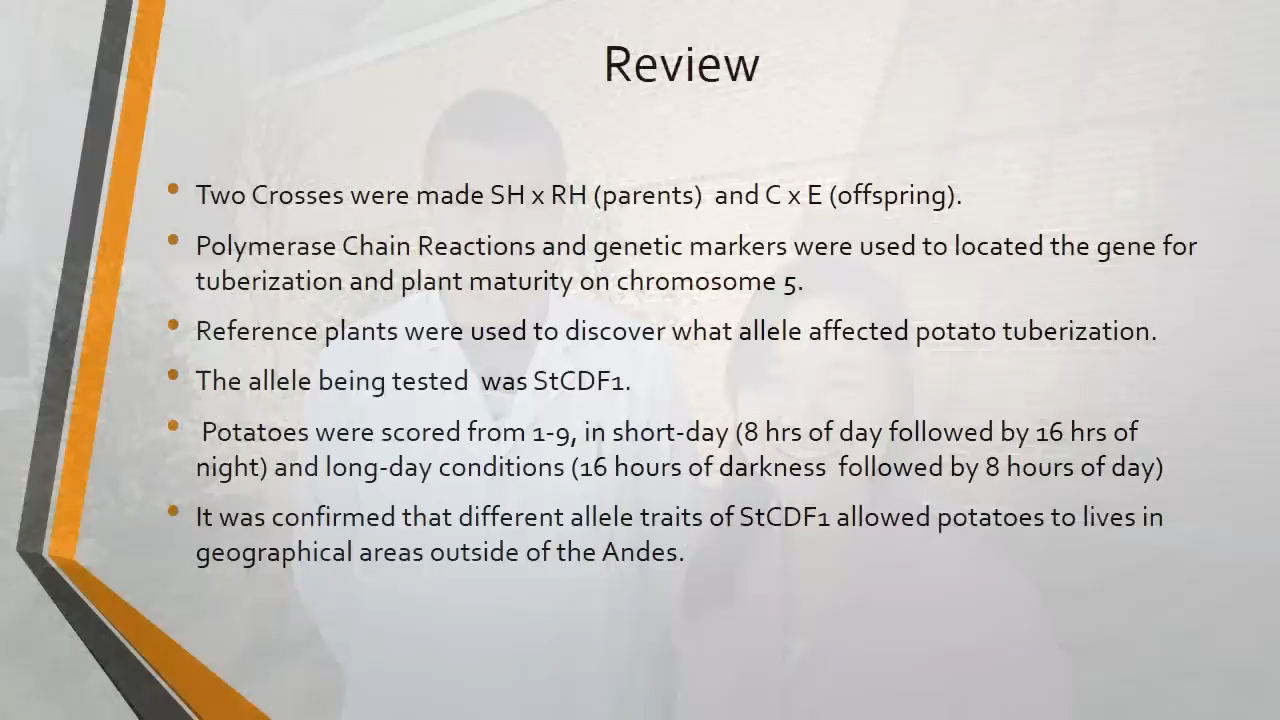 Review
Two Crosses were made SH x RH (parents)  and C x E (offspring).
Polymerase Chain Reactions and genetic markers were used to located the gene for
tuberization and plant maturity on chromosome 5.
Reference plants were used to discover what allele affected potato tuberization.
The allele being tested  was StCDF1.
Potatoes were scored from 1-9, in short-day (8 hrs of day followed by 16 hrs of
night) and long-day conditions (16 hours of darkness  followed by 8 hours of day)
It was confirmed that different allele traits of StCDF1 allowed potatoes to lives in
geographical areas outside of the Andes.